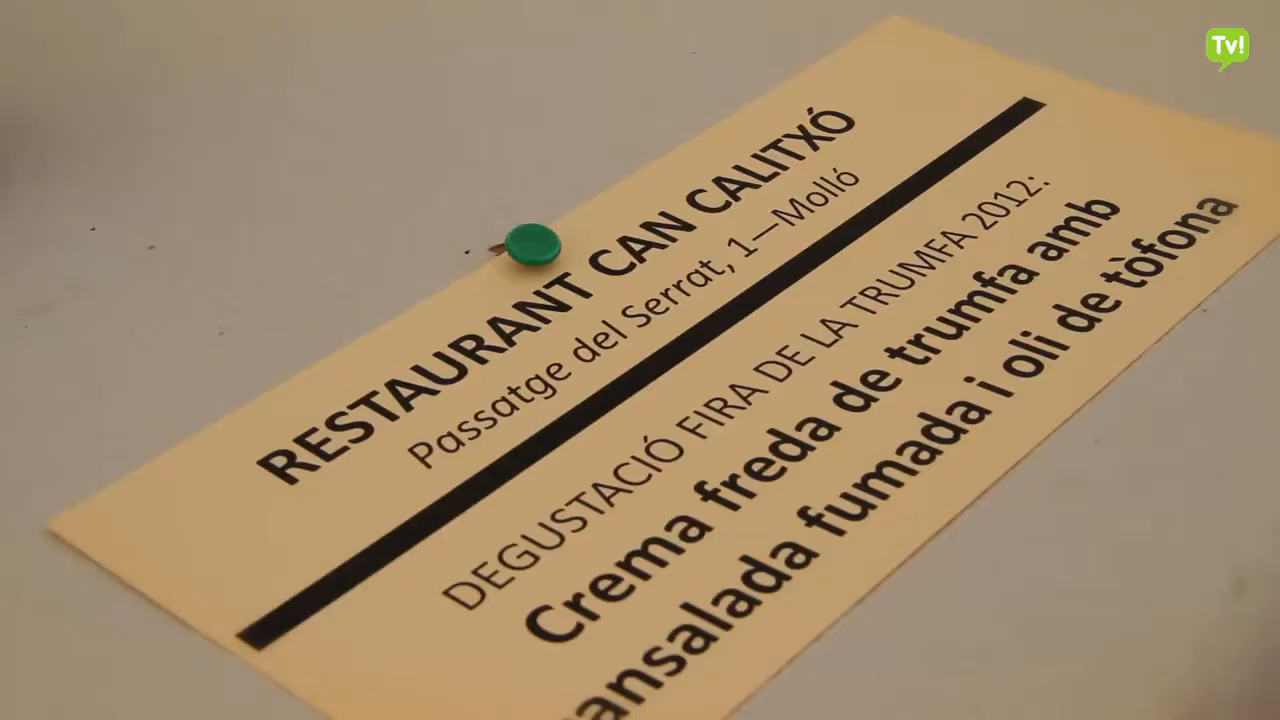 Tv!
RESTAURANT CAN CALITXÓ
Passatge del Serrat, 1—Molló
DEGUSTACIÓ FIRA DE LA TRUMFA 2012:
Crema freda de trumfa amb
fumada i oli de tòfona